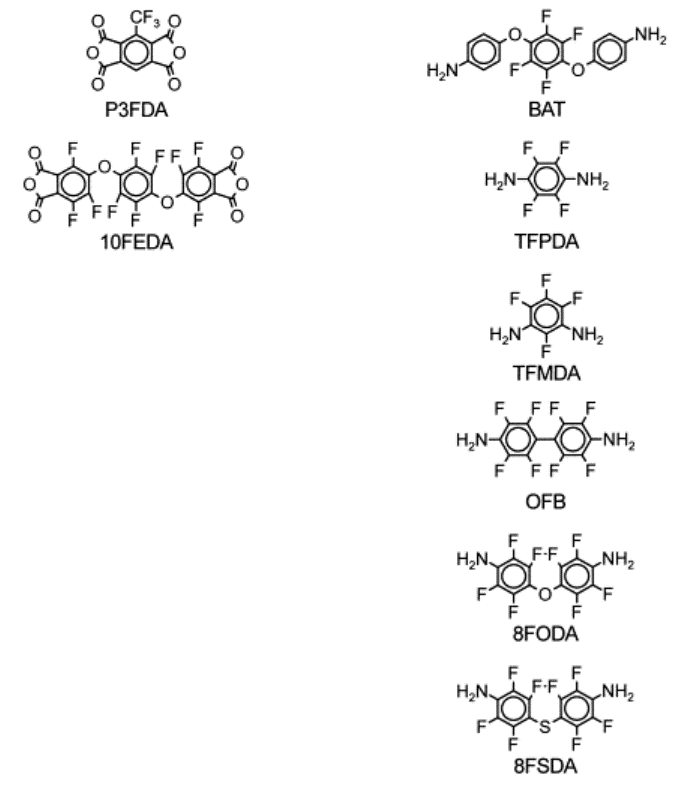 O CF₃ O
O O
O O
P3FDA
F
O F NH₂
H₂N F O
F
BAT
O F O F F F F O
O O
O F F F F O F O
10FEDA
F F
H₂N NH₂
F F
TFPDA
F
F F
H₂N NH₂
F
TFMDA
F F F F
H₂N NH₂
F F F F
OFB
F F
H₂N F F NH₂
F O F
F F
8FODA
F F
H₂N F F NH₂
F S F
F F
8FSDA